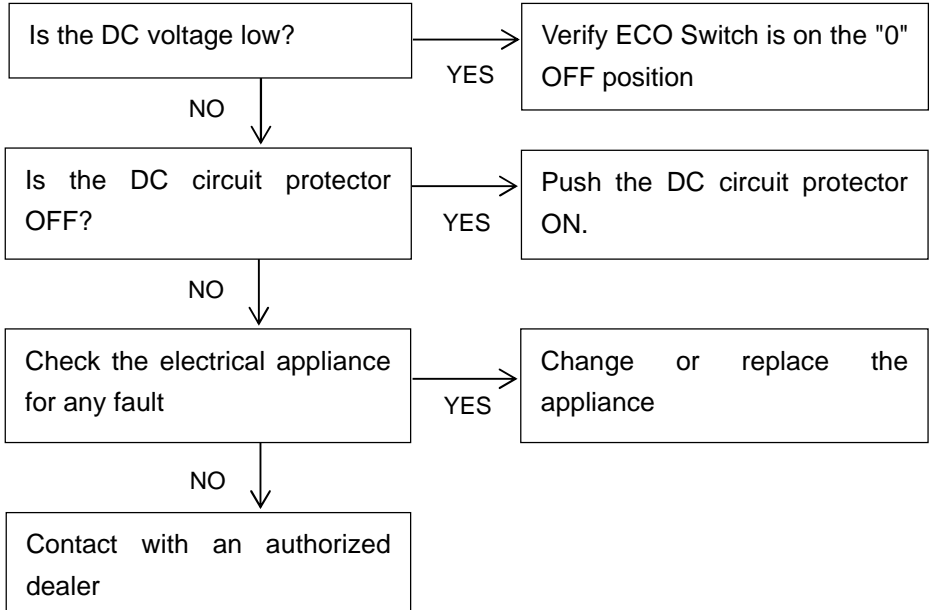 Is the DC voltage low?
YES
Verify ECO Switch is on the "0"
OFF position
NO
Is the DC circuit protector
OFF?
YES
Push the DC circuit protector
ON.
NO
Check the electrical appliance
for any fault
YES
Change or replace the
appliance
NO
Contact with an authorized
dealer